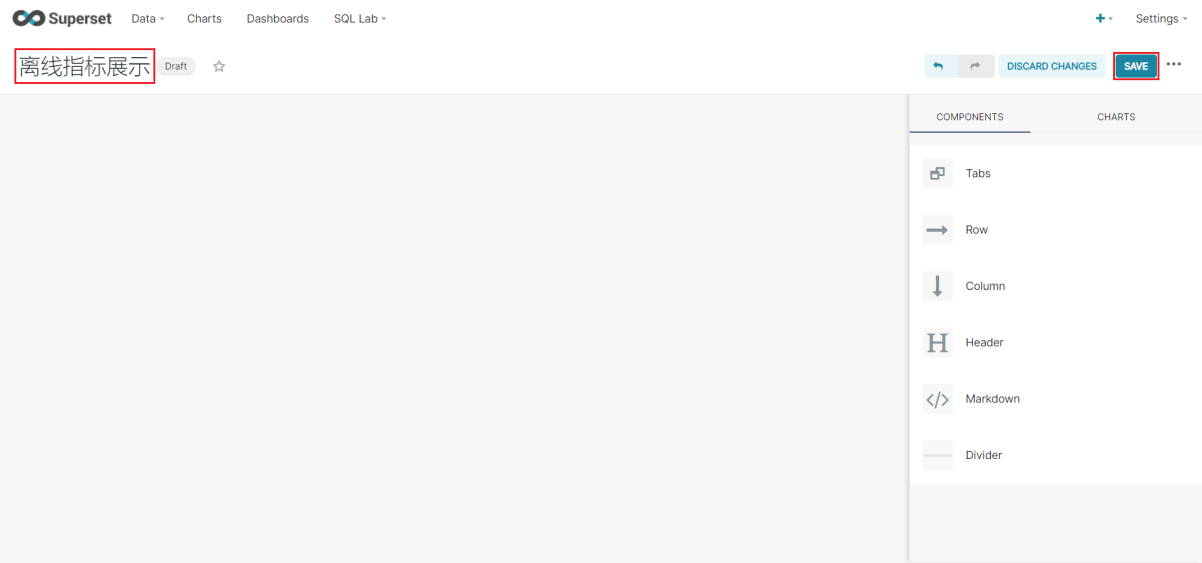 Superset Data Charts Dashboards SQL Lab + Settings
离线指标展示 Draft DISCARD CHANGES SAVE ...
COMPONENTS CHARTS
Tabs
Row
Column
H Header
</> Markdown
Divider